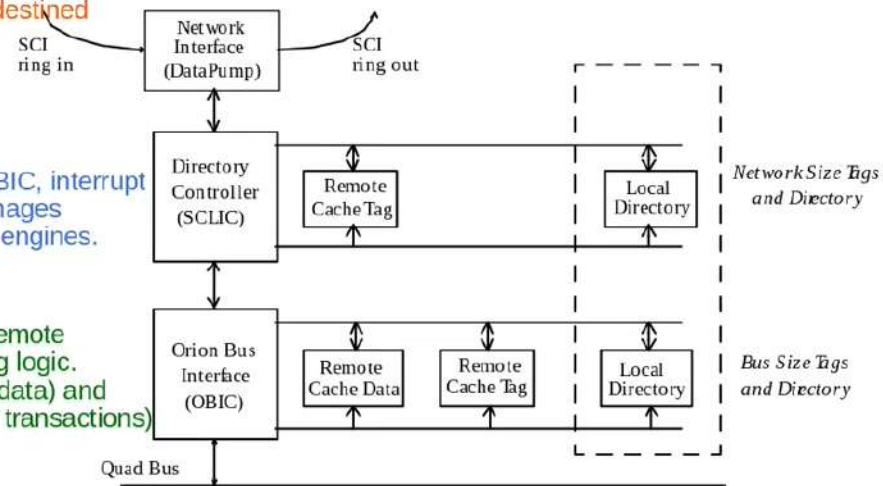 destined
SCI
ring in
Network
Interface
(DataPump)
SCI
ring out
BIC, interrupt
nages
engines.
Directory
Controller
(SCLIC)
Remote
Cache Tag
Local
Directory
Network Size Tags
and Directory
emote
g logic.
data) and
transactions)
Orion Bus
Interface
(OBIC)
Remote
Cache Data
Remote
Cache Tag
Local
Directory
Bus Size Tags
and Directory
Quad Bus